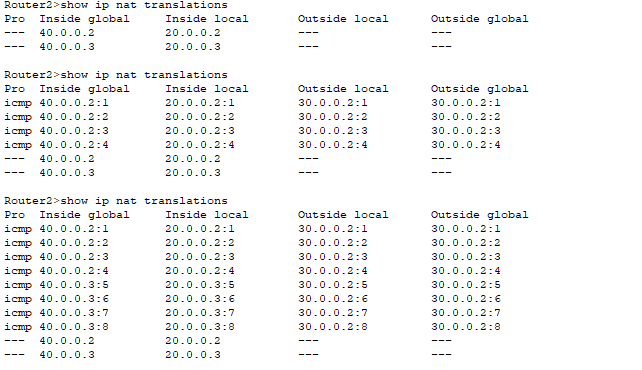 Router2>show ip nat translations
Pro  Inside global     Inside local       Outside local      Outside global
---  40.0.0.2          20.0.0.2           ---                ---
---  40.0.0.3          20.0.0.3           ---                ---
Router2>show ip nat translations
Pro  Inside global     Inside local       Outside local      Outside global
icmp 40.0.0.2:1        20.0.0.2:1         30.0.0.2:1         30.0.0.2:1
icmp 40.0.0.2:2        20.0.0.2:2         30.0.0.2:2         30.0.0.2:2
icmp 40.0.0.2:3        20.0.0.2:3         30.0.0.2:3         30.0.0.2:3
icmp 40.0.0.2:4        20.0.0.2:4         30.0.0.2:4         30.0.0.2:4
---  40.0.0.2          20.0.0.2           ---                ---
---  40.0.0.3          20.0.0.3           ---                ---
Router2>show ip nat translations
Pro  Inside global     Inside local       Outside local      Outside global
icmp 40.0.0.2:1        20.0.0.2:1         30.0.0.2:1         30.0.0.2:1
icmp 40.0.0.2:2        20.0.0.2:2         30.0.0.2:2         30.0.0.2:2
icmp 40.0.0.2:3        20.0.0.2:3         30.0.0.2:3         30.0.0.2:3
icmp 40.0.0.2:4        20.0.0.2:4         30.0.0.2:4         30.0.0.2:4
icmp 40.0.0.3:5        20.0.0.3:5         30.0.0.2:5         30.0.0.2:5
icmp 40.0.0.3:6        20.0.0.3:6         30.0.0.2:6         30.0.0.2:6
icmp 40.0.0.3:7        20.0.0.3:7         30.0.0.2:7         30.0.0.2:7
icmp 40.0.0.3:8        20.0.0.3:8         30.0.0.2:8         30.0.0.2:8
---  40.0.0.2          20.0.0.2           ---                ---
---  40.0.0.3          20.0.0.3           ---                ---